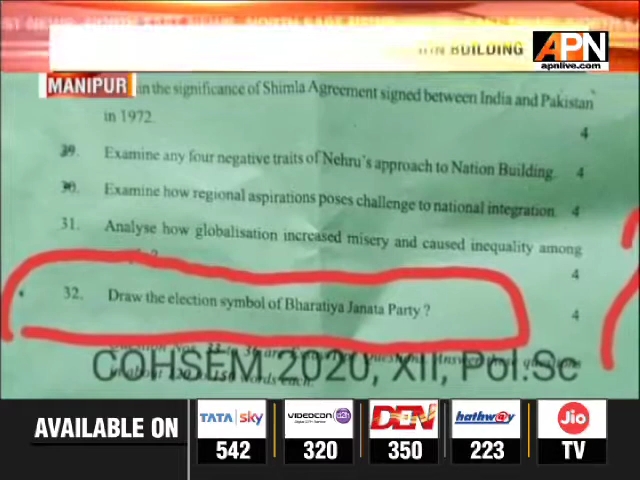 BUILDING
APN
apnlive.com
MANIPUR
in the significance of Shimla Agreement signed between India and Pakistan
in 1972.
4
29. Examine any four negative traits of Nehru's approach to Nation Building. 4
30. Examine how regional aspirations poses challenge to national integration. 4
31. Analyse how globalisation increased misery and caused inequality among
4
32. Draw the election symbol of Bharatiya Janata Party ?
4
COHSEM 2020, XII, Pol.Sc
words each.
AVAILABLE ON
TATA sky
542
VIDEOCON d2h
320
DEN
350
hathway
223
Jio
TV